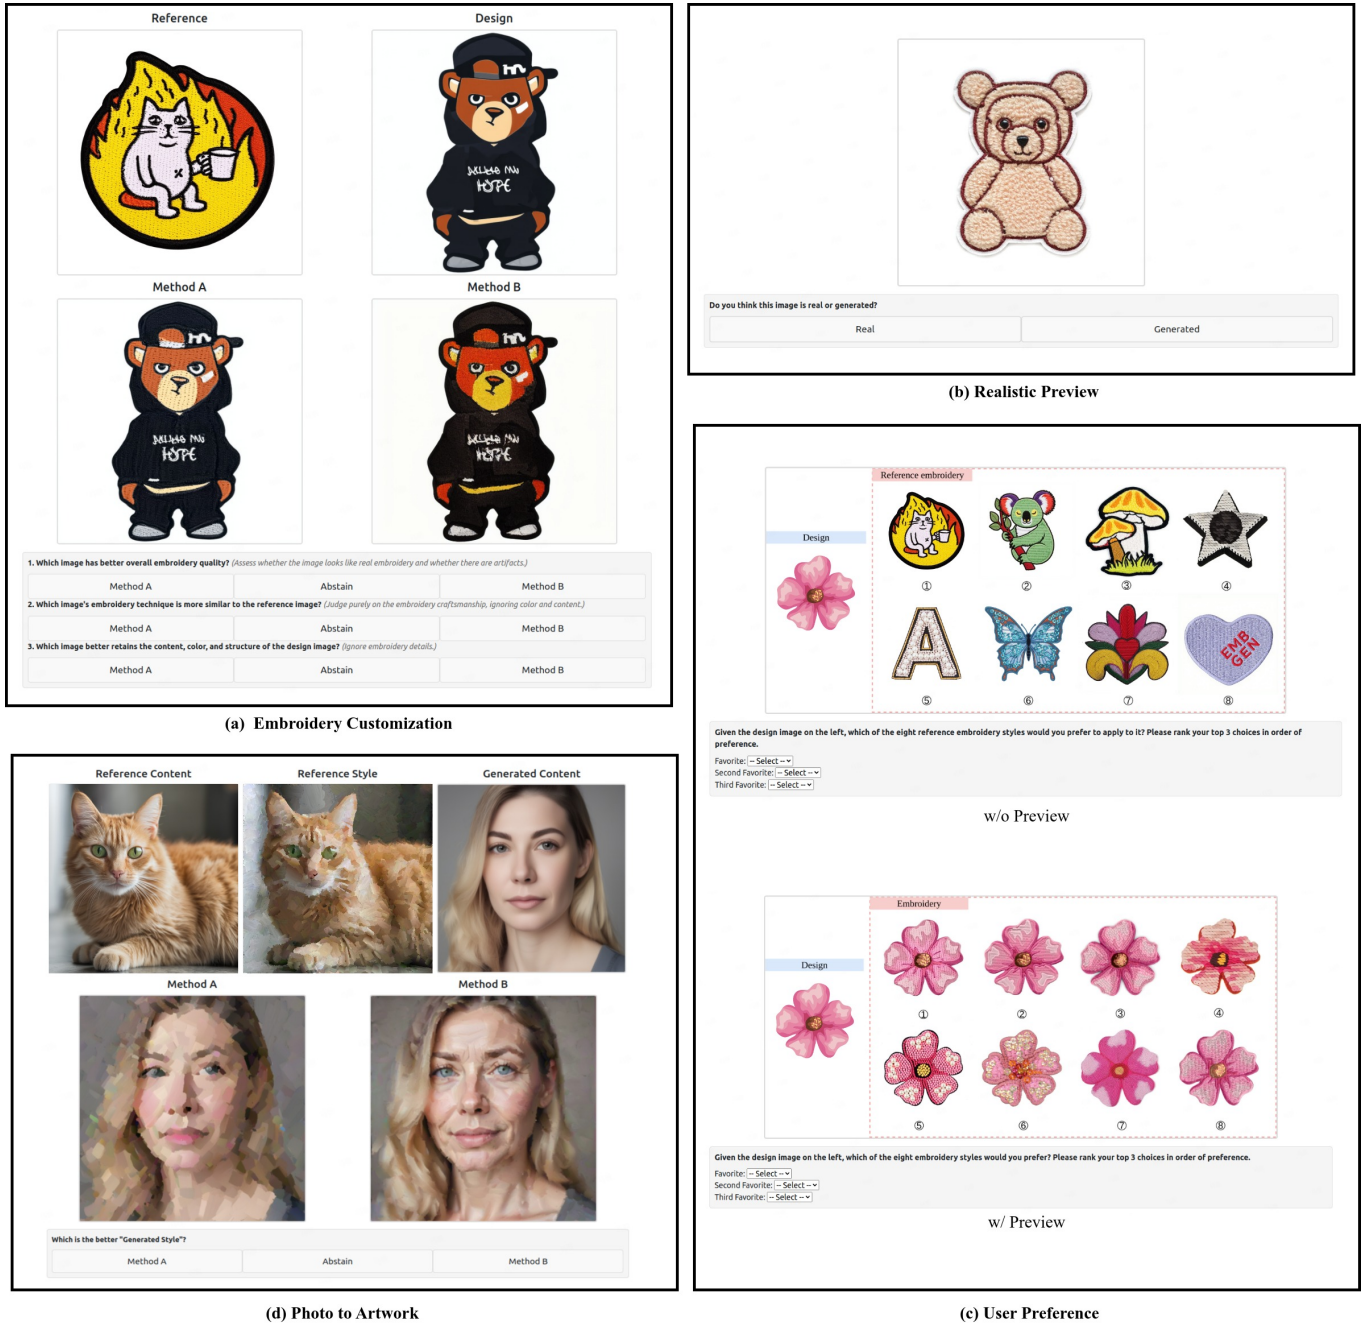 Reference
Design
Method A
Method B
HOPE
1. Which image has better overall embroidery quality? (Assess whether the image looks like real embroidery and whether there are artifacts.)
Method A
Abstain
Method B
2. Which image's embroidery technique is more similar to the reference image? (Judge purely on the embroidery craftsmanship, ignoring color and content.)
Method A
Abstain
Method B
3. Which image better retains the content, color, and structure of the design image? (Ignore embroidery details.)
Method A
Abstain
Method B
(a) Embroidery Customization
Do you think this image is real or generated?
Real
Generated
(b) Realistic Preview
Reference embroidery
Design
①
②
③
④
A
EMB
GEN
⑤
⑥
⑦
⑧
Given the design image on the left, which of the eight reference embroidery styles would you prefer to apply to it? Please rank your top 3 choices in order of
preference.
Favorite: -- Select --
Second Favorite: -- Select --
Third Favorite: -- Select --
w/o Preview
Embroidery
Design
①
②
③
④
⑤
⑥
⑦
⑧
Given the design image on the left, which of the eight embroidery styles would you prefer? Please rank your top 3 choices in order of preference.
Favorite: -- Select --
Second Favorite: -- Select --
Third Favorite: -- Select --
w/ Preview
(c) User Preference
Reference Content
Reference Style
Generated Content
Method A
Method B
Which is the better "Generated Style"?
Method A
Abstain
Method B
(d) Photo to Artwork